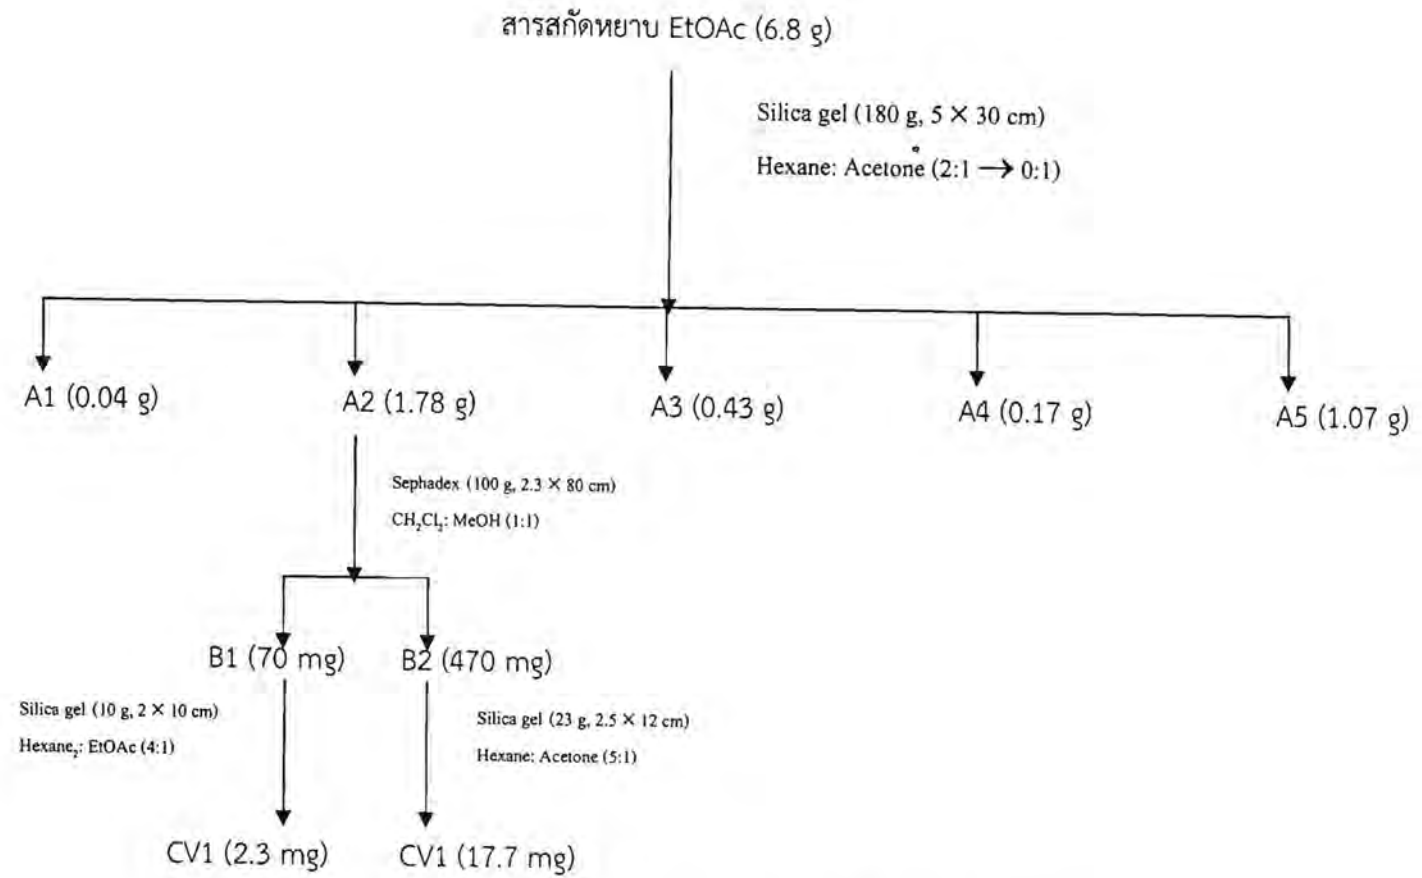 สารสกัดหยาบ EtOAc (6.8 g)
Silica gel (180 g, 5 × 30 cm)
Hexane: Acetone (2:1 → 0:1)
A1 (0.04 g)
A2 (1.78 g)
A3 (0.43 g)
A4 (0.17 g)
A5 (1.07 g)
Sephadex (100 g, 2.3 × 80 cm)
CH₂Cl₂: MeOH (1:1)
B1 (70 mg)
B2 (470 mg)
Silica gel (10 g, 2 × 10 cm)
Hexane₂: EtOAc (4:1)
Silica gel (23 g, 2.5 × 12 cm)
Hexane: Acetone (5:1)
CV1 (2.3 mg)
CV1 (17.7 mg)